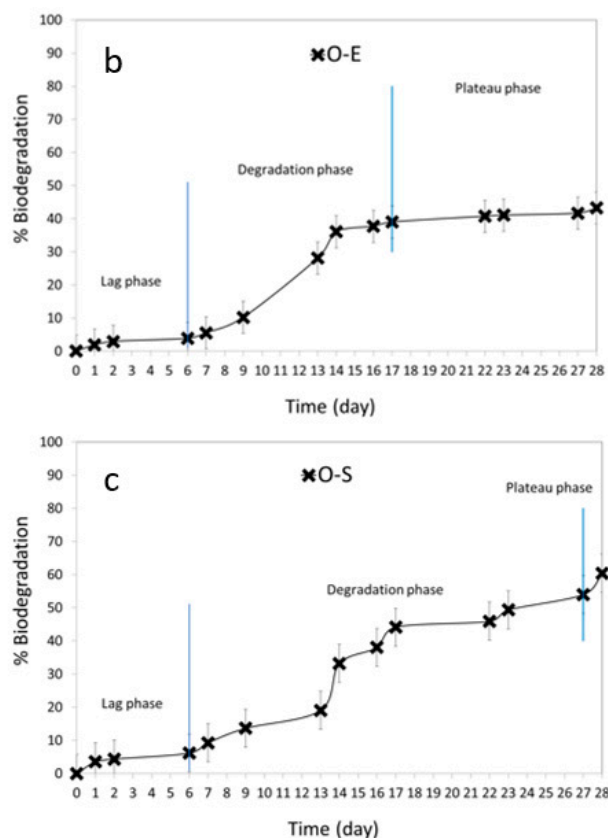 b
O-E
% Biodegradation
100
90
80
70
60
50
40
30
20
10
0
Lag phase
Degradation phase
Plateau phase
0 1 2 3 4 5 6 7 8 9 10 11 12 13 14 15 16 17 18 19 20 21 22 23 24 25 26 27 28
Time (day)
c
O-S
% Biodegradation
100
90
80
70
60
50
40
30
20
10
0
Lag phase
Degradation phase
Plateau phase
0 1 2 3 4 5 6 7 8 9 10 11 12 13 14 15 16 17 18 19 20 21 22 23 24 25 26 27 28
Time (day)